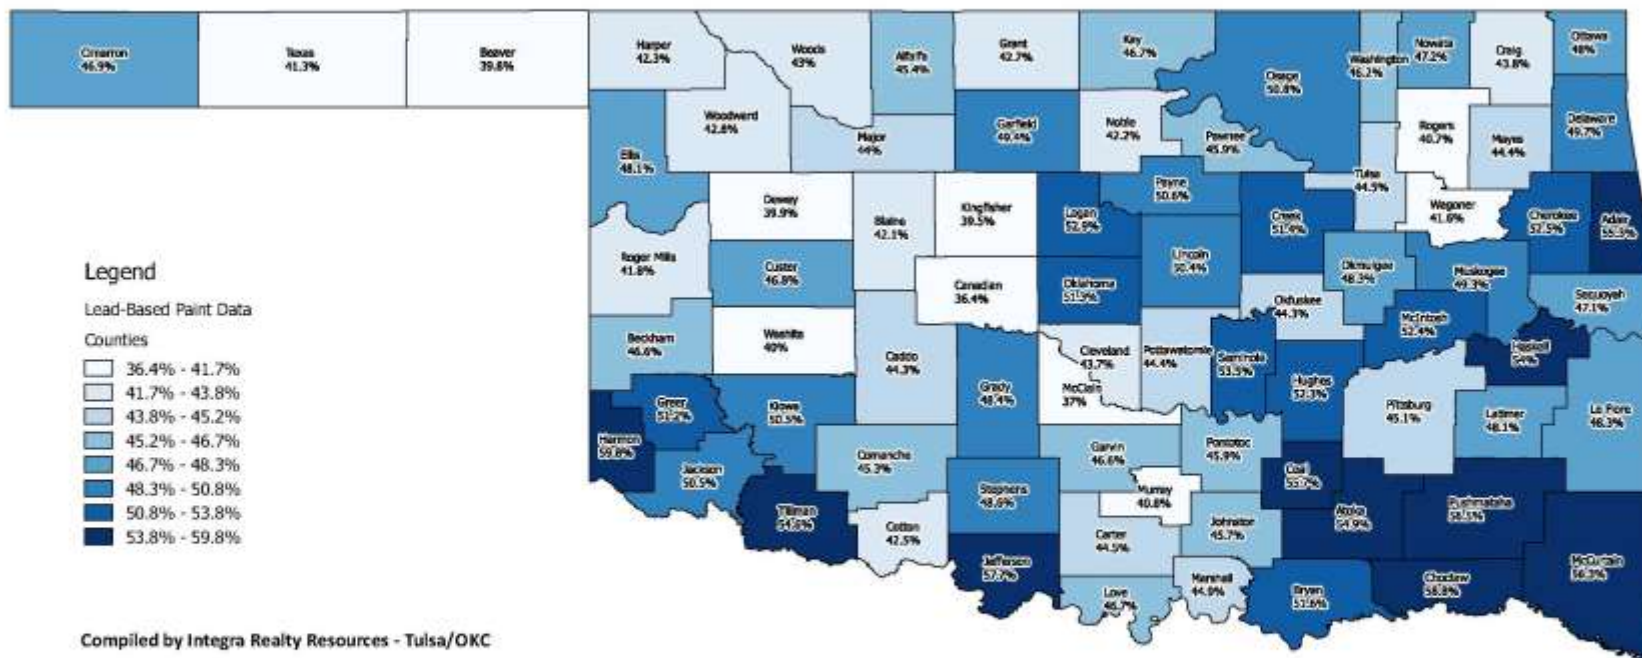 Cimarron
46.9%
Texas
41.3%
Beaver
39.8%
Harper
42.3%
Woods
43%
Alfalfa
45.4%
Grant
42.7%
Kay
46.7%
Osage
50.8%
Washington
46.2%
Nowata
47.2%
Craig
43.8%
Ottawa
48%
Woodward
42.8%
Major
44%
Garfield
49.4%
Noble
42.2%
Pawnee
45.9%
Rogers
40.7%
Mayes
44.4%
Delaware
49.7%
Ellis
48.1%
Dewey
39.9%
Blaine
42.1%
Kingfisher
39.5%
Logan
52.9%
Payne
50.6%
Creek
51.4%
Tulsa
44.5%
Wagoner
41.6%
Cherokee
52.5%
Adair
Roger Mills
41.8%
Custer
46.8%
Canadian
36.4%
Oklahoma
51.9%
Lincoln
50.4%
Okmulgee
48.3%
Muskogee
49.3%
Sequoyah
47.1%
Okfuskee
44.3%
McIntosh
52.4%
Haskell
54%
Beckham
46.6%
Washita
40%
Caddo
44.3%
Grady
48.4%
Cleveland
43.7%
McClain
37%
Pottawatomie
44.4%
Seminole
53.5%
Hughes
52.3%
Pittsburg
45.1%
Latimer
48.1%
Le Flore
46.3%
Greer
Kiowa
50.5%
Harmon
59.8%
Jackson
50.5%
Tillman
54.8%
Comanche
45.3%
Cotton
42.5%
Stephens
48.6%
Jefferson
57.7%
Garvin
46.6%
Murray
40.8%
Carter
44.5%
Love
46.7%
Pontotoc
45.9%
Johnston
45.7%
Marshall
44.9%
Coal
55.7%
Atoka
54.9%
Bryan
51.6%
Pushmataha
Choctaw
58.8%
McCurtain
56.3%
Legend
Lead-Based Paint Data
Counties
36.4% - 41.7%
41.7% - 43.8%
43.8% - 45.2%
45.2% - 46.7%
46.7% - 48.3%
48.3% - 50.8%
50.8% - 53.8%
53.8% - 59.8%
Compiled by Integra Realty Resources - Tulsa/OKC